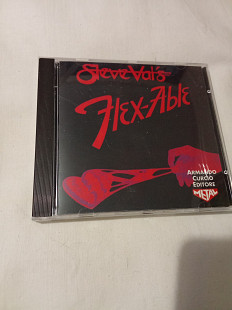 Steve Vai's
Flex-Able
ARMANDO
CURCIO
EDITORE
METAL